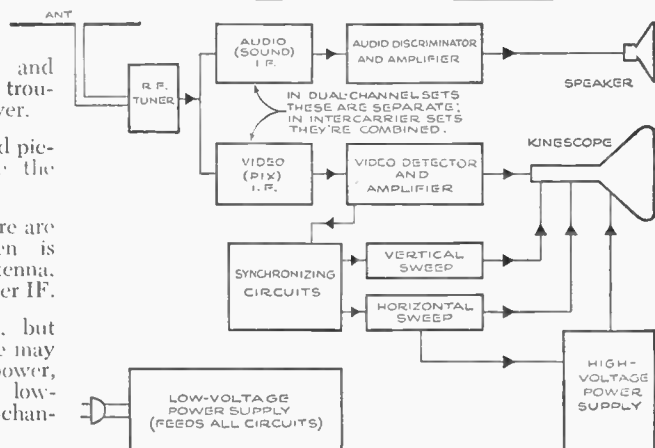 ANT
and
trou-
ver.
d pic-
the
re are
en is
tenna,
er IF.
, but
e may
power,
low-
chan-
R.F.
TUNER
AUDIO
(SOUND)
I.F.
AUDIO DISCRIMINATOR
AND AMPLIFIER
SPEAKER
IN DUAL-CHANNEL SETS
THESE ARE SEPARATE;
IN INTERCARRIER SETS
THEY'RE COMBINED.
VIDEO
(PIX)
I.F.
VIDEO DETECTOR
AND
AMPLIFIER
KINESCOPE
SYNCHRONIZING
CIRCUITS
VERTICAL
SWEEP
HORIZONTAL
SWEEP
HIGH-
VOLTAGE
POWER
SUPPLY
LOW-VOLTAGE
POWER SUPPLY
(FEEDS ALL CIRCUITS)